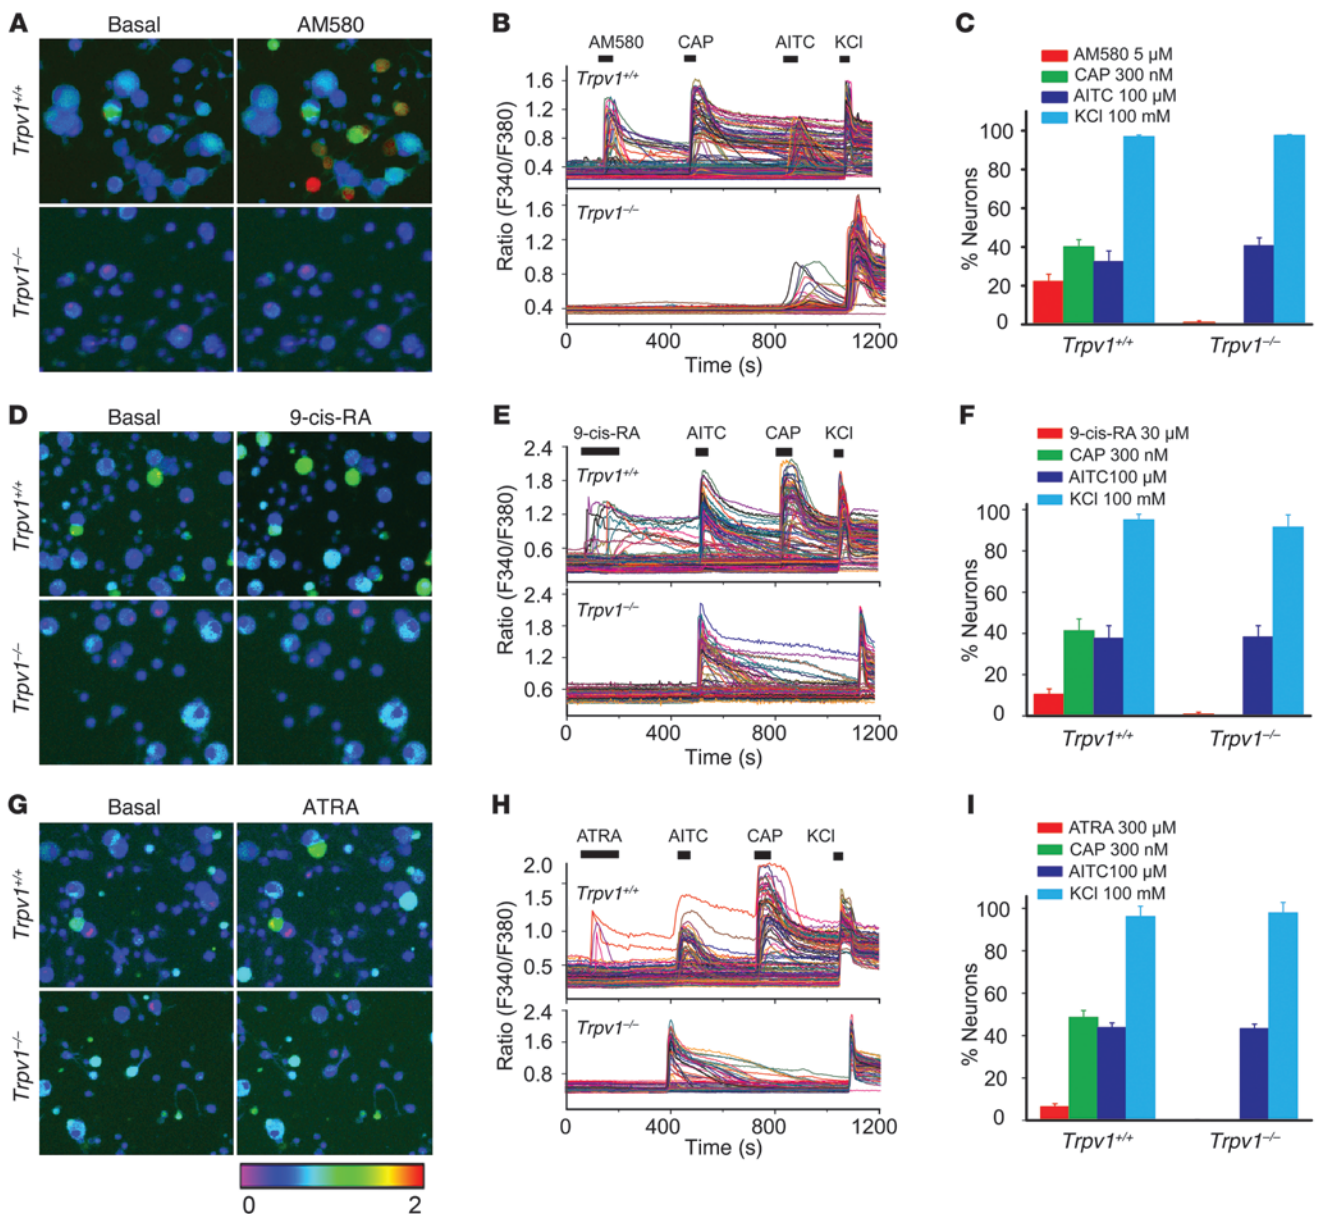 A
Basal
AM580
Trpv1+/+
Trpv1−/−
B
AM580
CAP
AITC
KCl
Trpv1+/+
1.6
1.2
0.8
0.4
Trpv1−/−
1.6
1.2
0.8
0.4
Ratio (F340/F380)
0
400
800
1200
Time (s)
C
AM580 5 µM
CAP 300 nM
AITC 100 µM
KCl 100 mM
100
80
60
40
20
0
% Neurons
Trpv1+/+
Trpv1−/−
D
Basal
9-cis-RA
Trpv1+/+
Trpv1−/−
E
9-cis-RA
AITC
CAP
KCl
Trpv1+/+
2.4
1.8
1.2
0.6
Trpv1−/−
2.4
1.8
1.2
0.6
Ratio (F340/F380)
0
400
800
1200
Time (s)
F
9-cis-RA 30 µM
CAP 300 nM
AITC100 µM
KCl 100 mM
100
80
60
40
20
0
% Neurons
Trpv1+/+
Trpv1−/−
G
Basal
ATRA
Trpv1+/+
Trpv1−/−
0
2
H
ATRA
AITC
CAP
KCl
Trpv1+/+
2.0
1.5
1.0
0.5
Trpv1−/−
2.4
1.6
0.8
Ratio (F340/F380)
0
400
800
1200
Time (s)
I
ATRA 300 µM
CAP 300 nM
AITC100 µM
KCl 100 mM
100
80
60
40
20
0
% Neurons
Trpv1+/+
Trpv1−/−